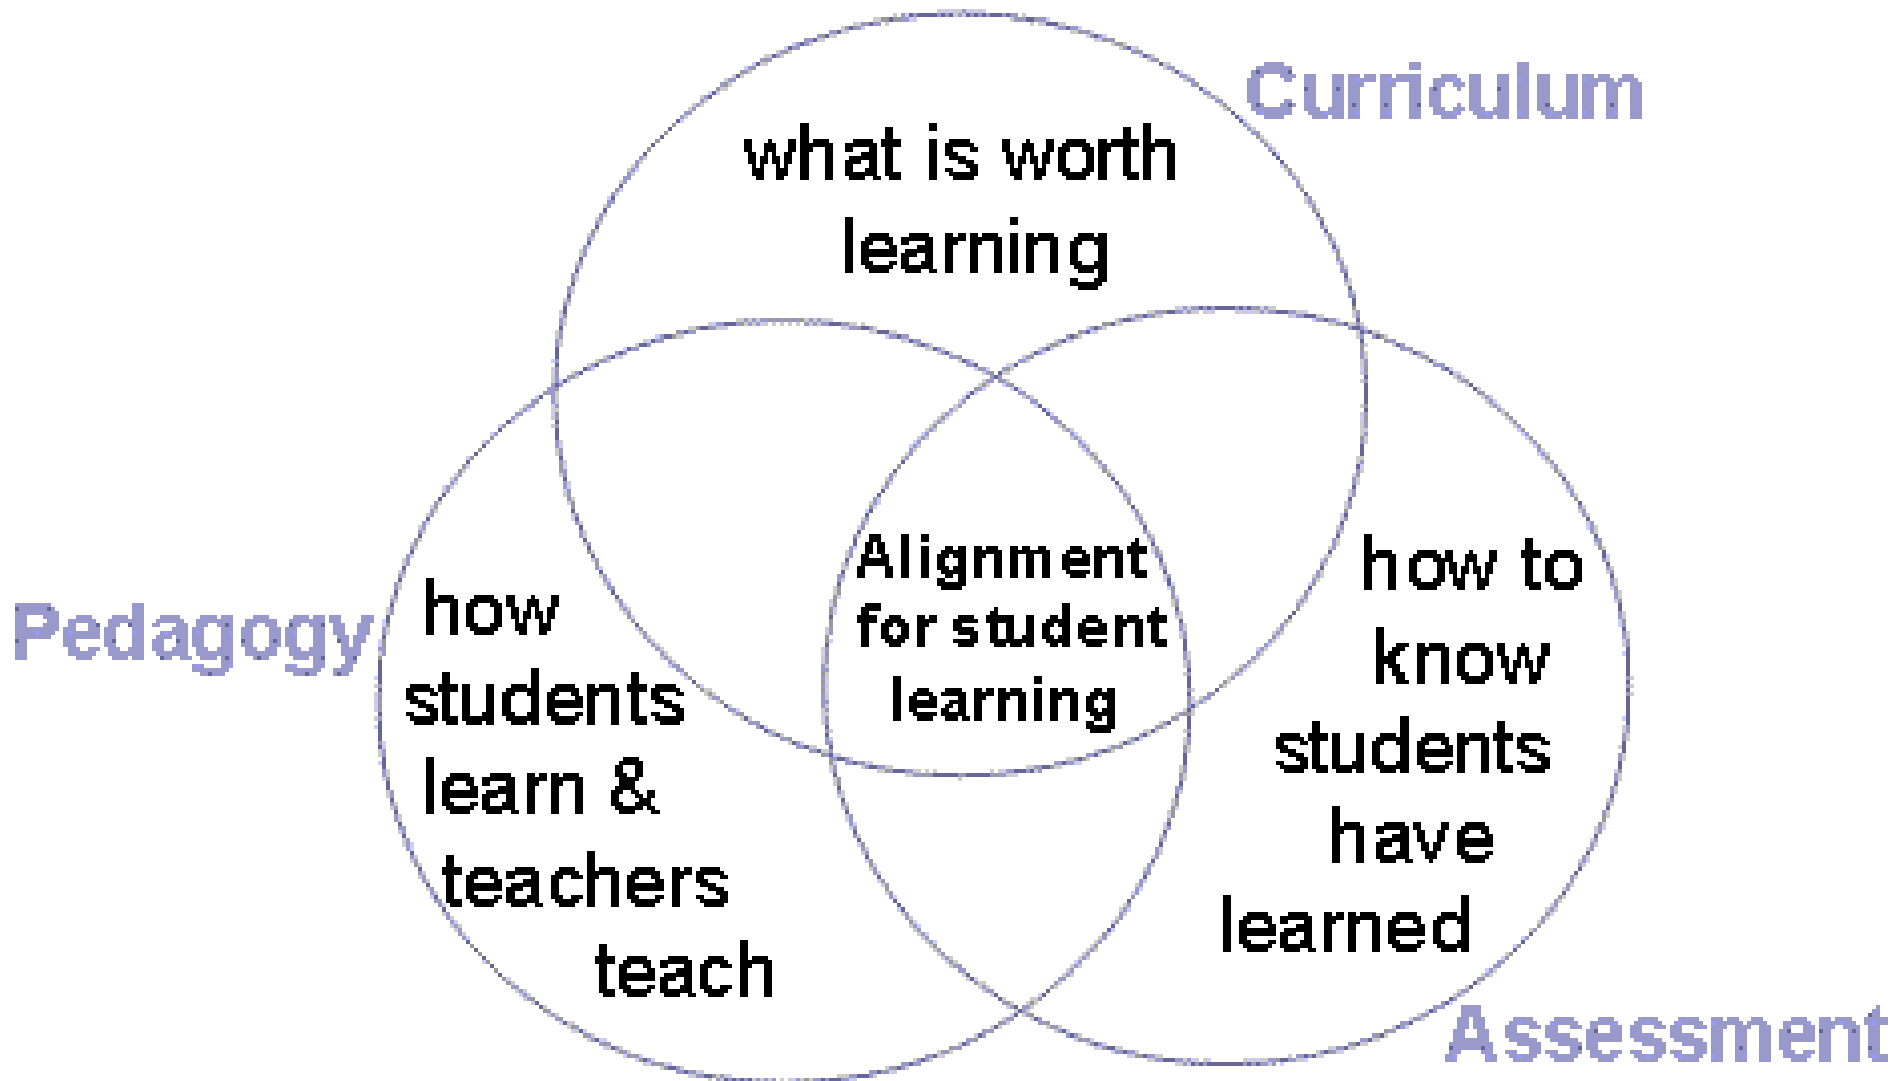 Curriculum
what is worth
learning
Pedagogy
how
students
learn &
teachers
teach
Alignment
for student
learning
how to
know
students
have
learned
Assessment